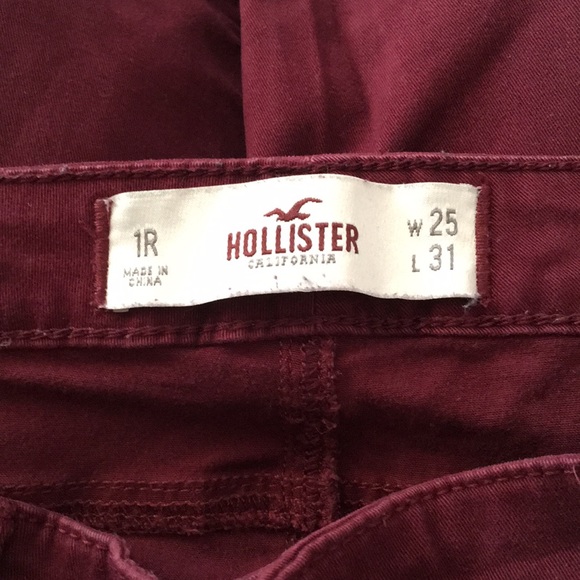 1R
MADE IN
CHINA
HOLLISTER
CALIFORNIA
W 25
L 31